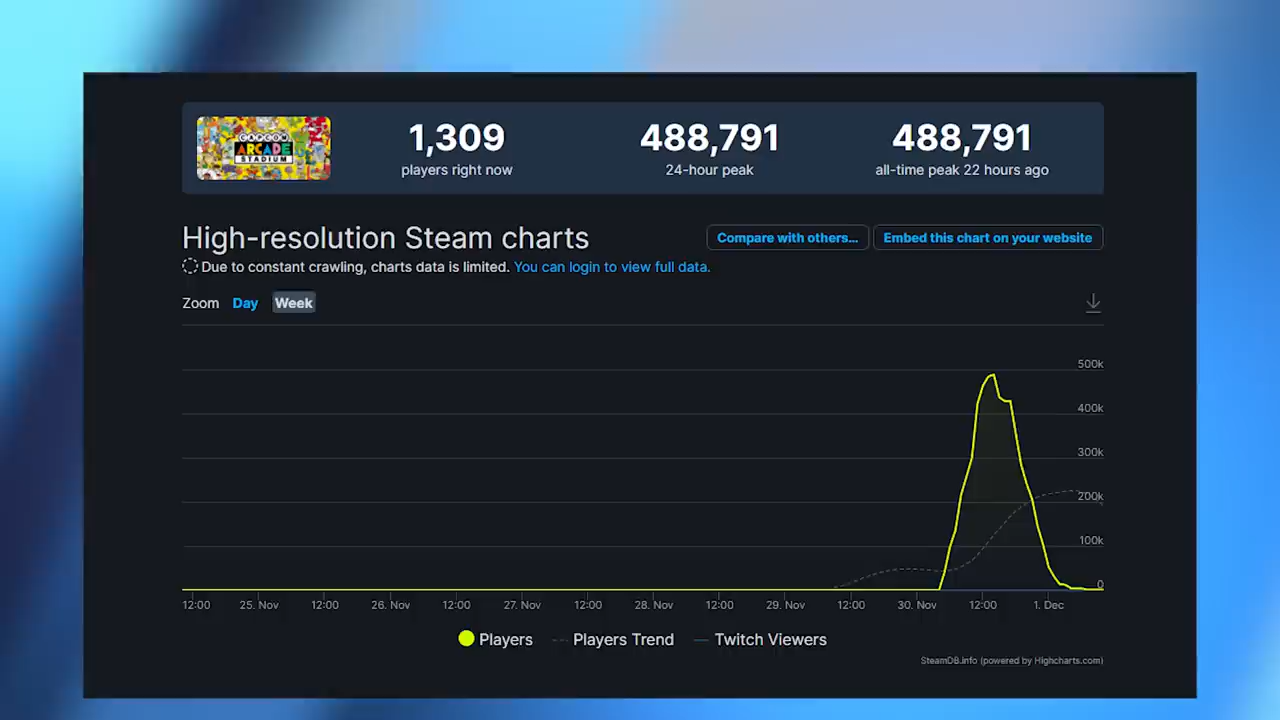 CAPCOM
ARCADE
STADIUM
1,309
players right now
488,791
24-hour peak
488,791
all-time peak 22 hours ago
High-resolution Steam charts
Compare with others...
Embed this chart on your website
Due to constant crawling, charts data is limited. You can login to view full data.
Zoom Day Week
500k
400k
300k
200k
100k
0
12:00 25. Nov 12:00 26. Nov 12:00 27. Nov 12:00 28. Nov 12:00 29. Nov 12:00 30. Nov 12:00 1. Dec
Players Players Trend Twitch Viewers
SteamDB.info (powered by Highcharts.com)